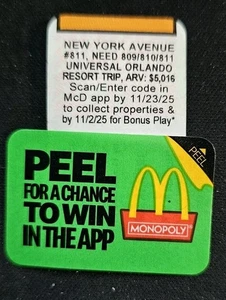 NEW YORK AVENUE
#811, NEED 809/810/811
UNIVERSAL ORLANDO
RESORT TRIP, ARV: $5,016
Scan/Enter code in
McD app by 11/23/25
to collect properties &
by 11/2/25 for Bonus Play*
PEEL
PEEL
FOR A CHANCE
TO WIN
IN THE APP
MONOPOLY